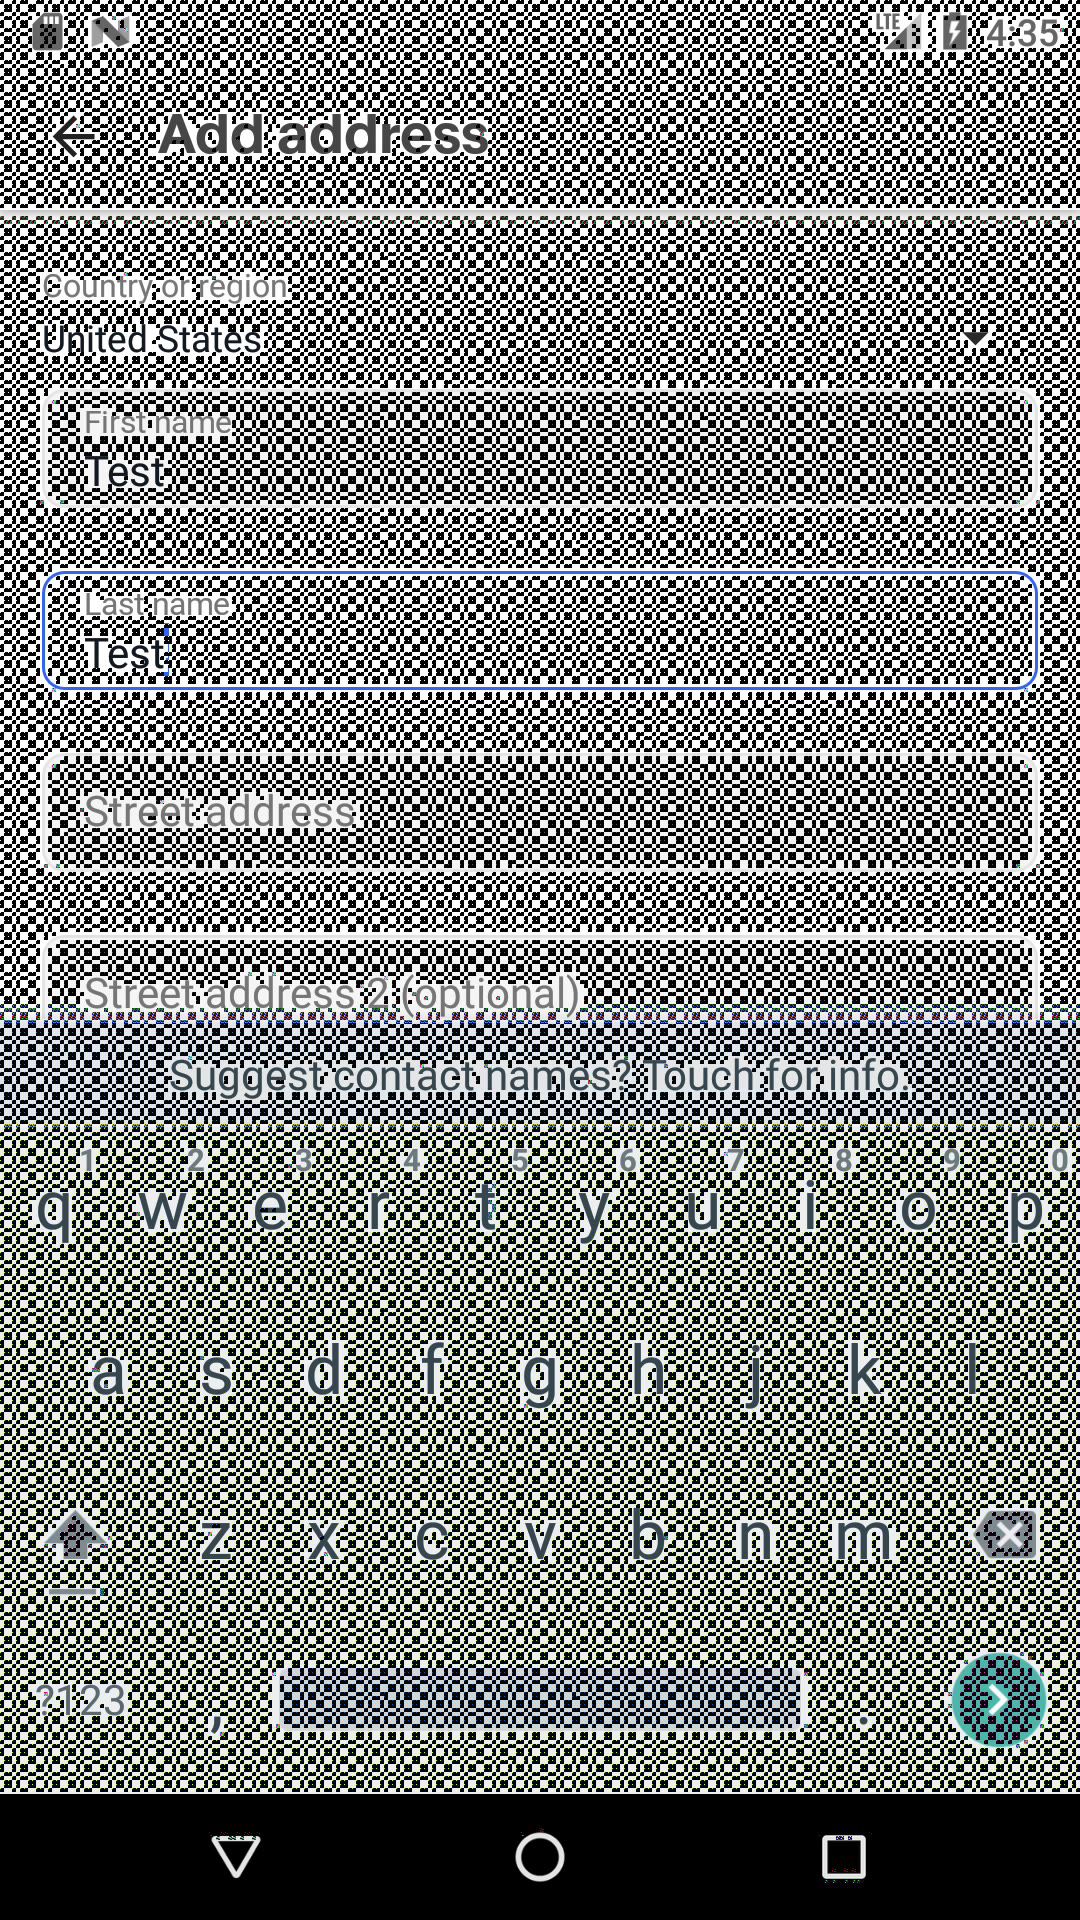 LTE 4:35
Add address
Country or region
United States
First name
Test
Last name
Test
Street address
Street address 2 (optional)
Suggest contact names? Touch for info.
1 2 3 4 5 6 7 8 9 0
q w e r t y u i o p
a s d f g h j k l
z x c v b n m
?123 , .